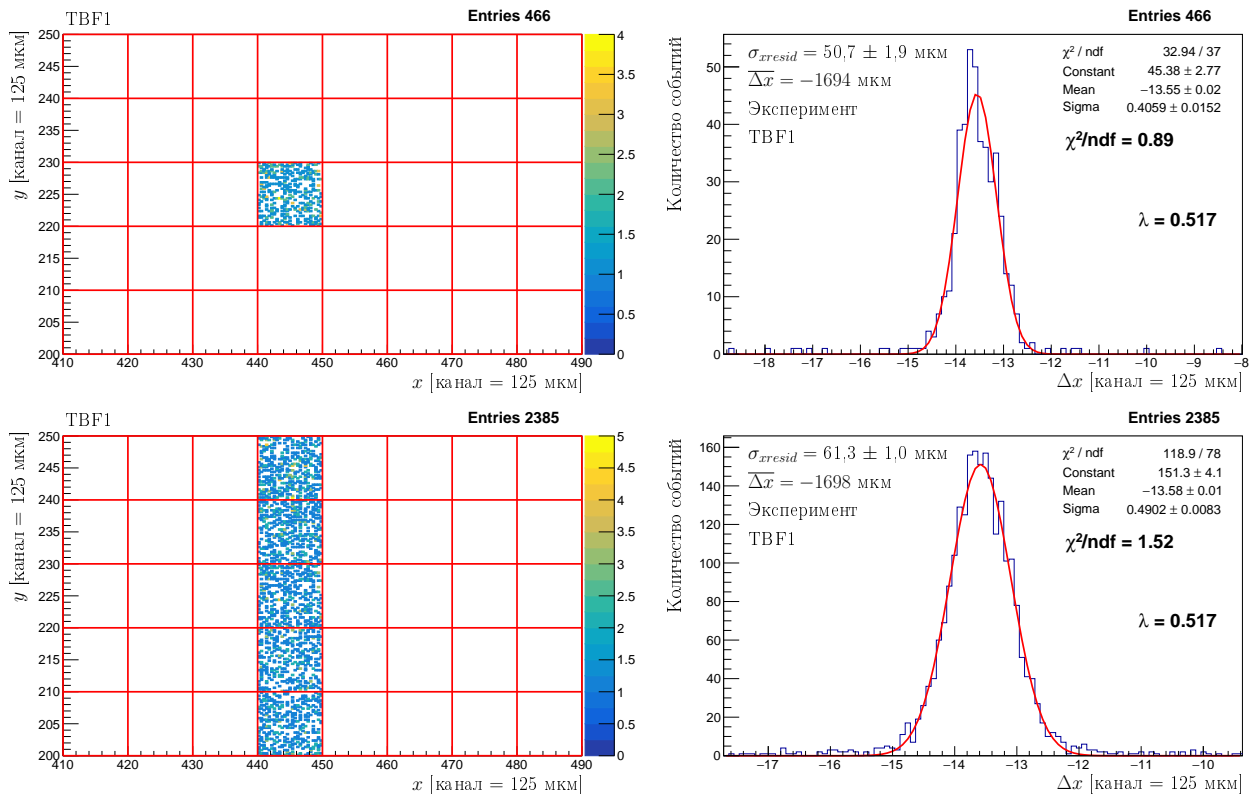 TBF1
Entries 466
y [канал = 125 мкм]
250
240
230
220
210
200
410 420 430 440 450 460 470 480 490
x [канал = 125 мкм]
4
3.5
3
2.5
2
1.5
1
0.5
0
Entries 466
Количество событий
σxresid = 50,7 ± 1,9 мкм
Δx = −1694 мкм
Эксперимент
TBF1
χ² / ndf 32.94 / 37
Constant 45.38 ± 2.77
Mean −13.55 ± 0.02
Sigma 0.4059 ± 0.0152
χ²/ndf = 0.89
λ = 0.517
50
40
30
20
10
0
−18 −17 −16 −15 −14 −13 −12 −11 −10 −9 −8
Δx [канал = 125 мкм]
TBF1
Entries 2385
y [канал = 125 мкм]
250
240
230
220
210
200
410 420 430 440 450 460 470 480 490
x [канал = 125 мкм]
5
4.5
4
3.5
3
2.5
2
1.5
1
0.5
0
Entries 2385
Количество событий
σxresid = 61,3 ± 1,0 мкм
Δx = −1698 мкм
Эксперимент
TBF1
χ² / ndf 118.9 / 78
Constant 151.3 ± 4.1
Mean −13.58 ± 0.01
Sigma 0.4902 ± 0.0083
χ²/ndf = 1.52
λ = 0.517
160
140
120
100
80
60
40
20
0
−17 −16 −15 −14 −13 −12 −11 −10
Δx [канал = 125 мкм]